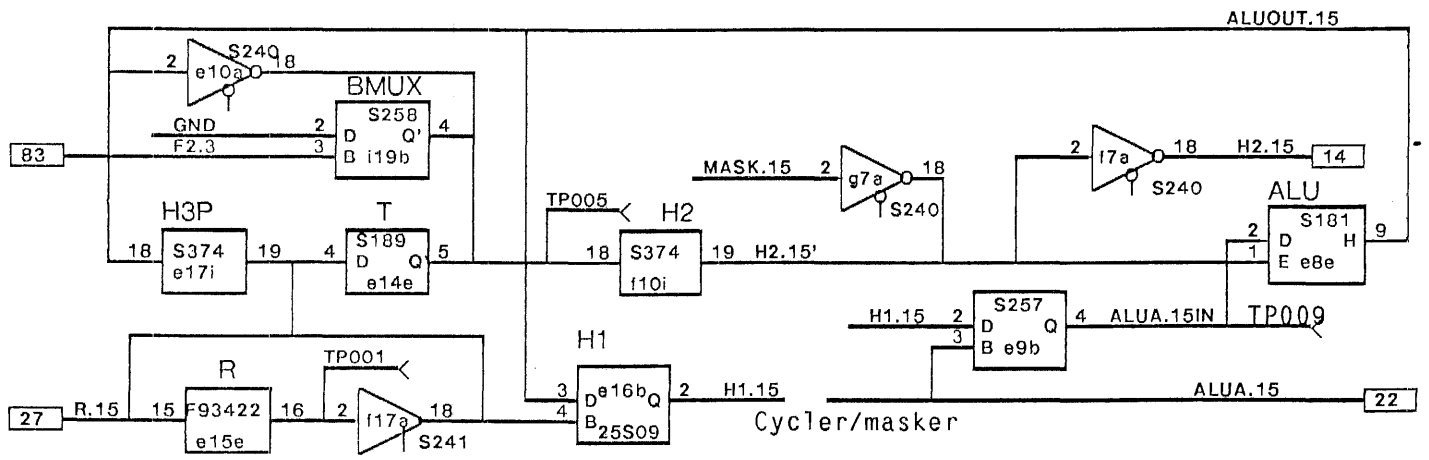 ALUOUT.15
S240
2 e10a 18
BMUX
S258
GND 2 D Q' 4
83 F2.3 3 B i19b
2 f7a 18 H2.15 14
S240
MASK.15 2 g7a 18
S240
TP005
H3P T H2 ALU
S181
2 D H 9
1 E e8e
18 S374 19 4 S189 D Q' 5 18 S374 19 H2.15'
e17i e14e f10i
S257
H1.15 2 D Q 4 ALUA.15IN TP009
3 B e9b
H1
TP001
R
3 D e16b Q 2 H1.15 ALUA.15 22
4 B 25S09
27 R.15 15 F93422 16 2 f17a 18
e15e S241
Cycler/masker